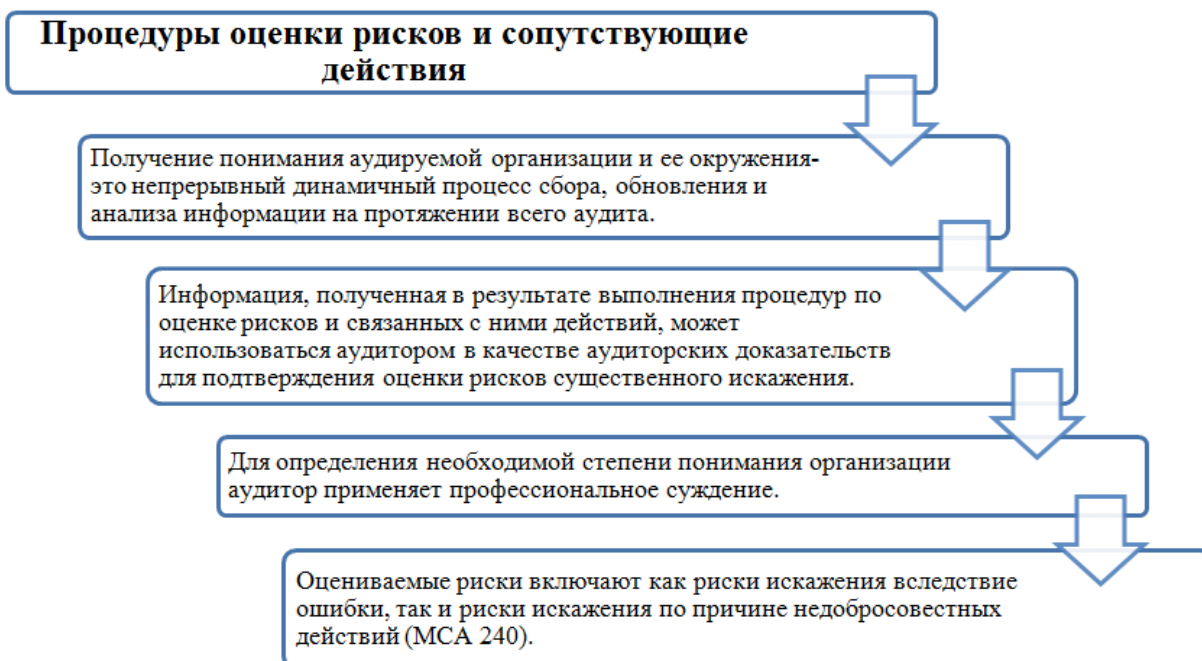 Процедуры оценки рисков и сопутствующие
действия
Получение понимания аудируемой организации и ее окружения-
это непрерывный динамичный процесс сбора, обновления и
анализа информации на протяжении всего аудита.
Информация, полученная в результате выполнения процедур по
оценке рисков и связанных с ними действий, может
использоваться аудитором в качестве аудиторских доказательств
для подтверждения оценки рисков существенного искажения.
Для определения необходимой степени понимания организации
аудитор применяет профессиональное суждение.
Оцениваемые риски включают как риски искажения вследствие
ошибки, так и риски искажения по причине недобросовестных
действий (МСА 240).